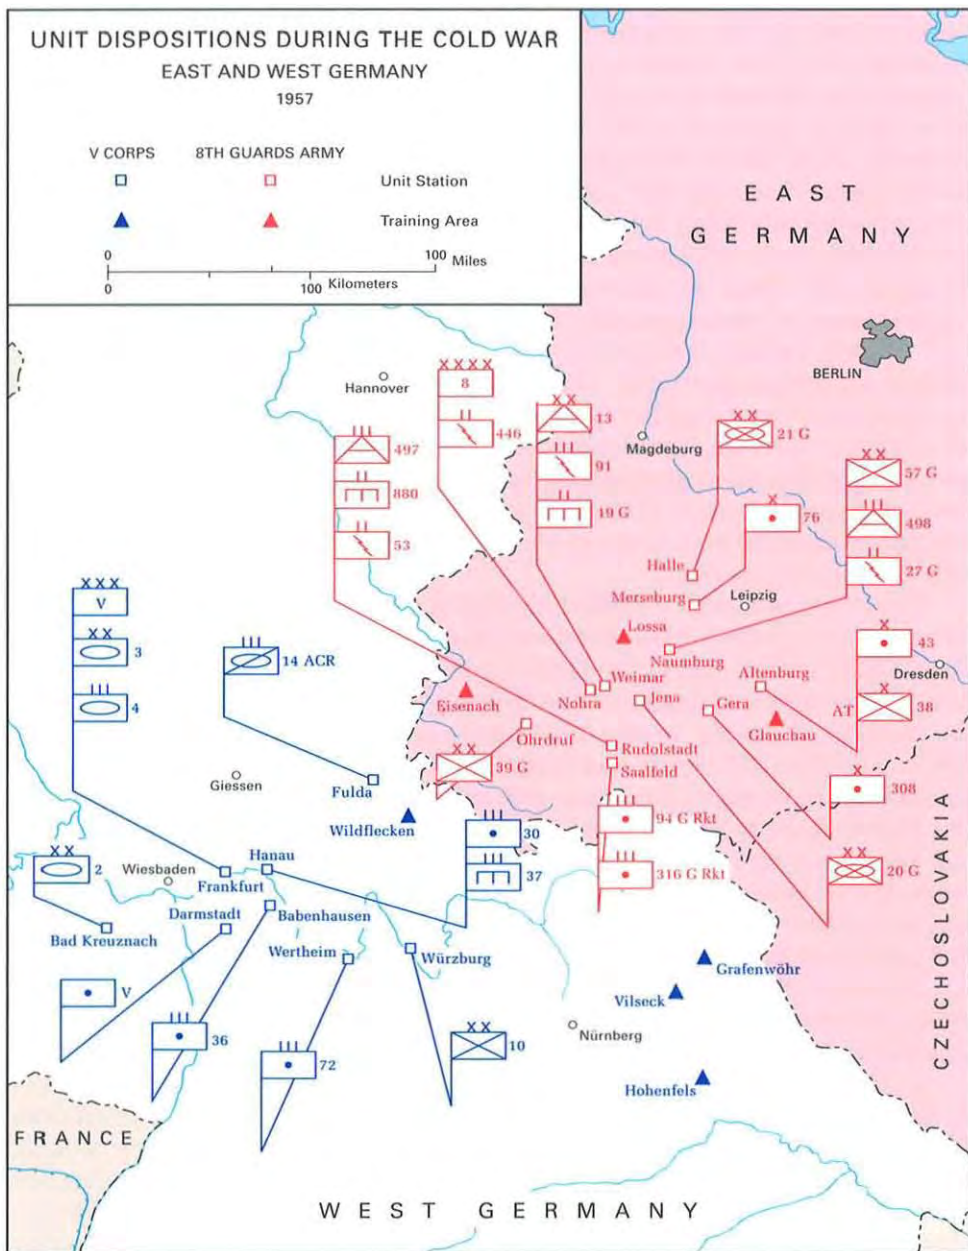 UNIT DISPOSITIONS DURING THE COLD WAR
EAST AND WEST GERMANY
1957
V CORPS
8TH GUARDS ARMY
Unit Station
Training Area
0
100 Miles
0
100
Kilometers
EAST
GERMANY
BERLIN
Hannover
Magdeburg
XXXX
8
II
446
III
497
II
880
II
53
XX
13
III
91
II
19 G
XX
21 G
X
76
XX
57 G
III
498
II
27 G
Halle
Merseburg
Leipzig
Lossa
Naumburg
Weimar
Altenburg
Nohra
Jena
Gera
Eisenach
Ohrdruf
Rudolstadt
Saalfeld
Glauchau
Dresden
X
43
X
AT
38
XXX
V
XX
3
III
4
III
14 ACR
Giessen
Fulda
Wildflecken
XX
39 G
III
30
III
37
III
94 G Rkt
III
316 G Rkt
X
308
XX
20 G
XX
2
Wiesbaden
Hanau
Frankfurt
Darmstadt
Babenhausen
Bad Kreuznach
Wertheim
Würzburg
V
III
36
III
72
XX
10
Grafenwöhr
Vilseck
Nürnberg
Hohenfels
CZECHOSLOVAKIA
FRANCE
WEST GERMANY